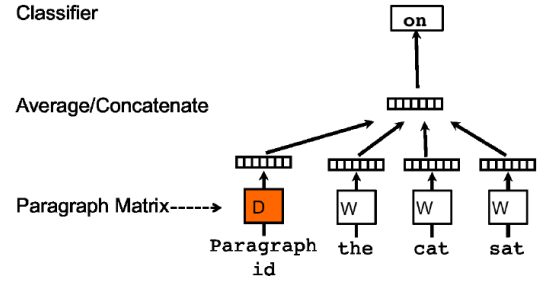 Classifier
on
Average/Concatenate
Paragraph Matrix----->
D
W
W
W
Paragraph
id
the
cat
sat